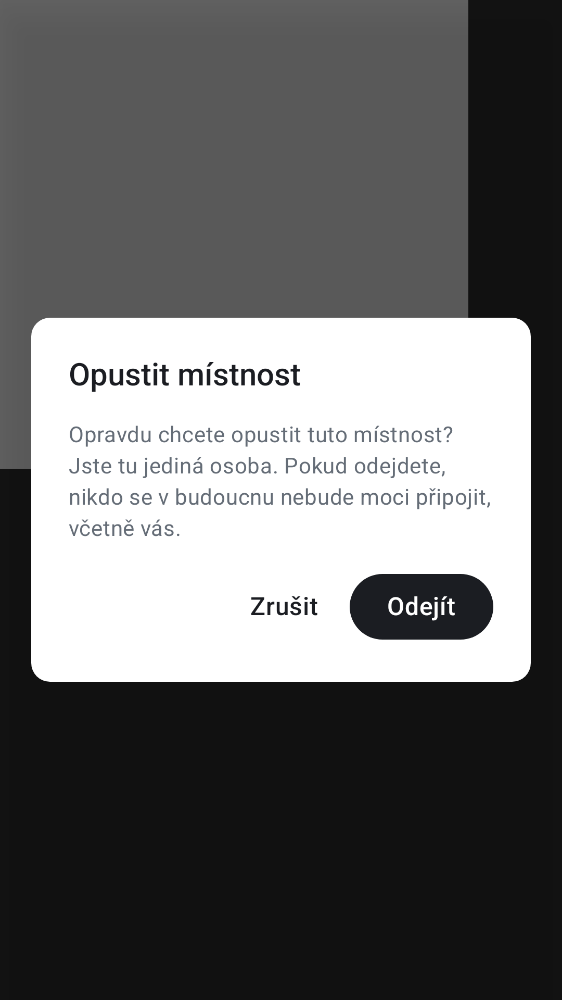 Opustit místnost
Opravdu chcete opustit tuto místnost?
Jste tu jediná osoba. Pokud odejdete,
nikdo se v budoucnu nebude moci připojit,
včetně vás.
Zrušit
Odejít